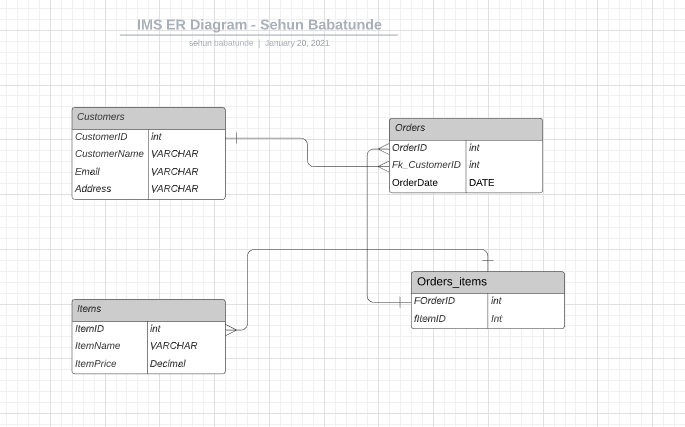 IMS ER Diagram - Sehun Babatunde
sehun babatunde | January 20, 2021
Customers
CustomerID int
CustomerName VARCHAR
Email VARCHAR
Address VARCHAR
Orders
OrderID int
Fk_CustomerID int
OrderDate DATE
Items
ItemID int
ItemName VARCHAR
ItemPrice Decimel
Orders_items
FOrderID int
fItemID Int